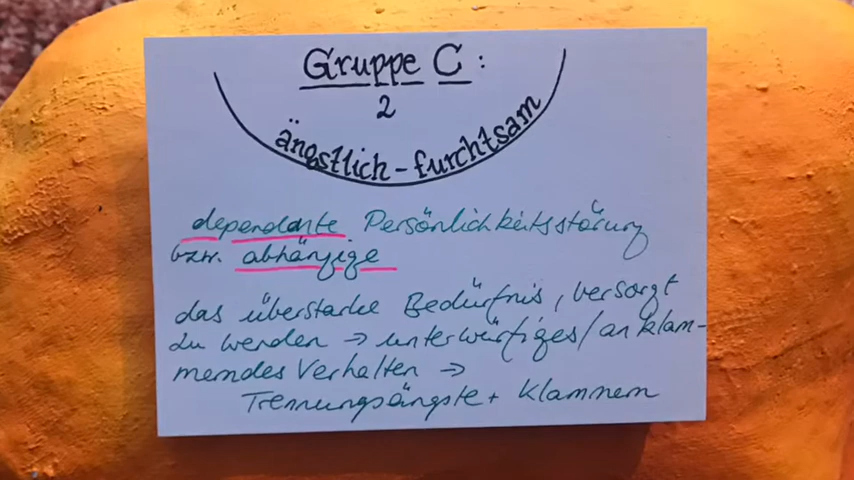 Gruppe C:
2
ängstlich-furchtsam
dependante Persönlichkeitsstörung
bzw. abhängige
das überstarke Bedürfnis, versorgt
zu werden → unterwürfiges/anklam-
merndes Verhalten →
Trennungsängste + Klammern